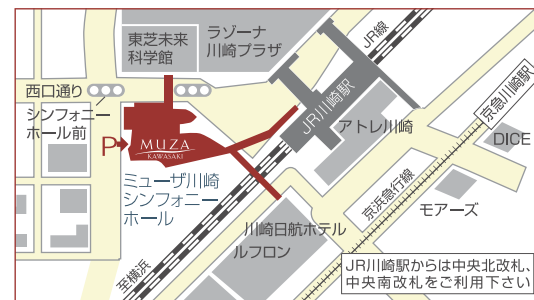 東芝未来
科学館
ラゾーナ
川崎プラザ
JR線
西口通り
シンフォニー
ホール前
P
MUZA
KAWASAKI
JR川崎駅
アトレ川崎
京急川崎駅
DICE
ミューザ川崎
シンフォニー
ホール
京浜急行線
モアーズ
川崎日航ホテル
ルフロン
至横浜
JR川崎駅からは中央北改札、
中央南改札をご利用下さい